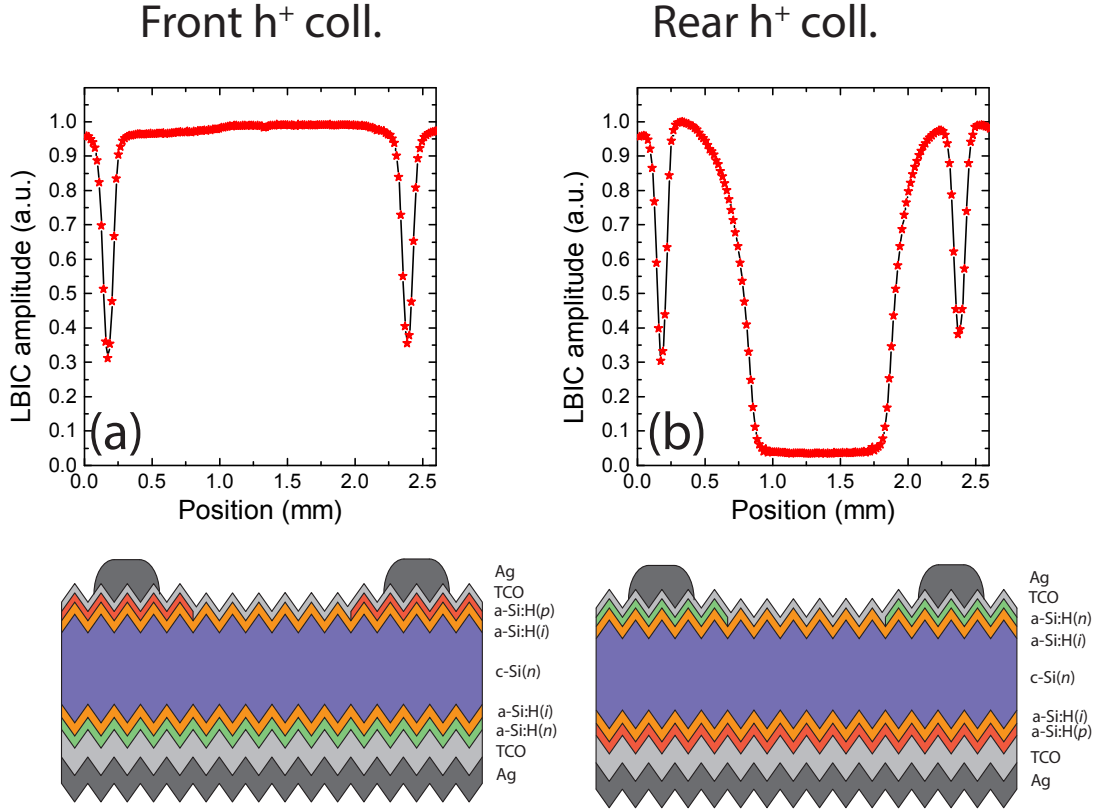 Front h⁺ coll.
Rear h⁺ coll.
LBIC amplitude (a.u.)
1.0
0.9
0.8
0.7
0.6
0.5
0.4
0.3
0.2
0.1
0.0
(a)
0.0 0.5 1.0 1.5 2.0 2.5
Position (mm)
LBIC amplitude (a.u.)
1.0
0.9
0.8
0.7
0.6
0.5
0.4
0.3
0.2
0.1
0.0
(b)
0.0 0.5 1.0 1.5 2.0 2.5
Position (mm)
Ag
TCO
a-Si:H(p)
a-Si:H(i)
c-Si(n)
a-Si:H(i)
a-Si:H(n)
TCO
Ag
Ag
TCO
a-Si:H(n)
a-Si:H(i)
c-Si(n)
a-Si:H(i)
a-Si:H(p)
TCO
Ag